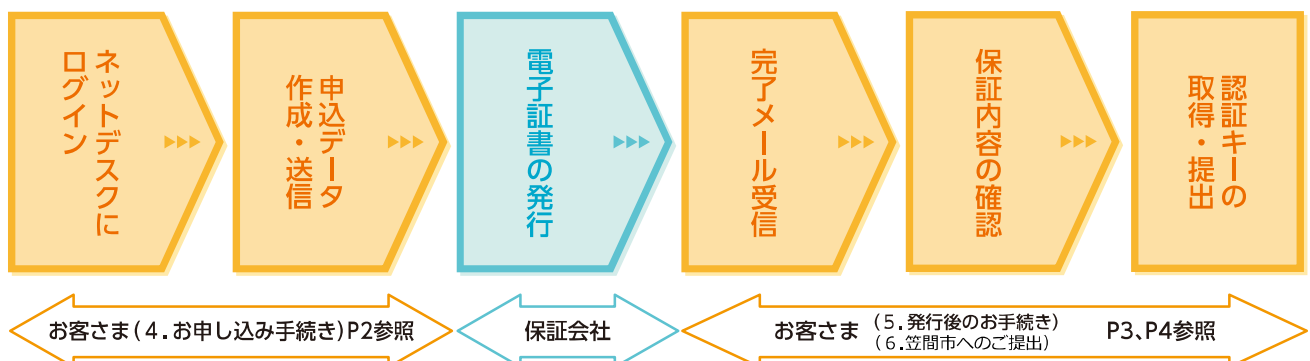 ネットデスクに
ログイン
申込データ
作成・送信
電子証書の発行
完了メール受信
保証内容の確認
認証キーの
取得・提出
お客さま(4.お申し込み手続き)P2参照
保証会社
お客さま (5.発行後のお手続き) P3、P4参照
(6.笠間市へのご提出)